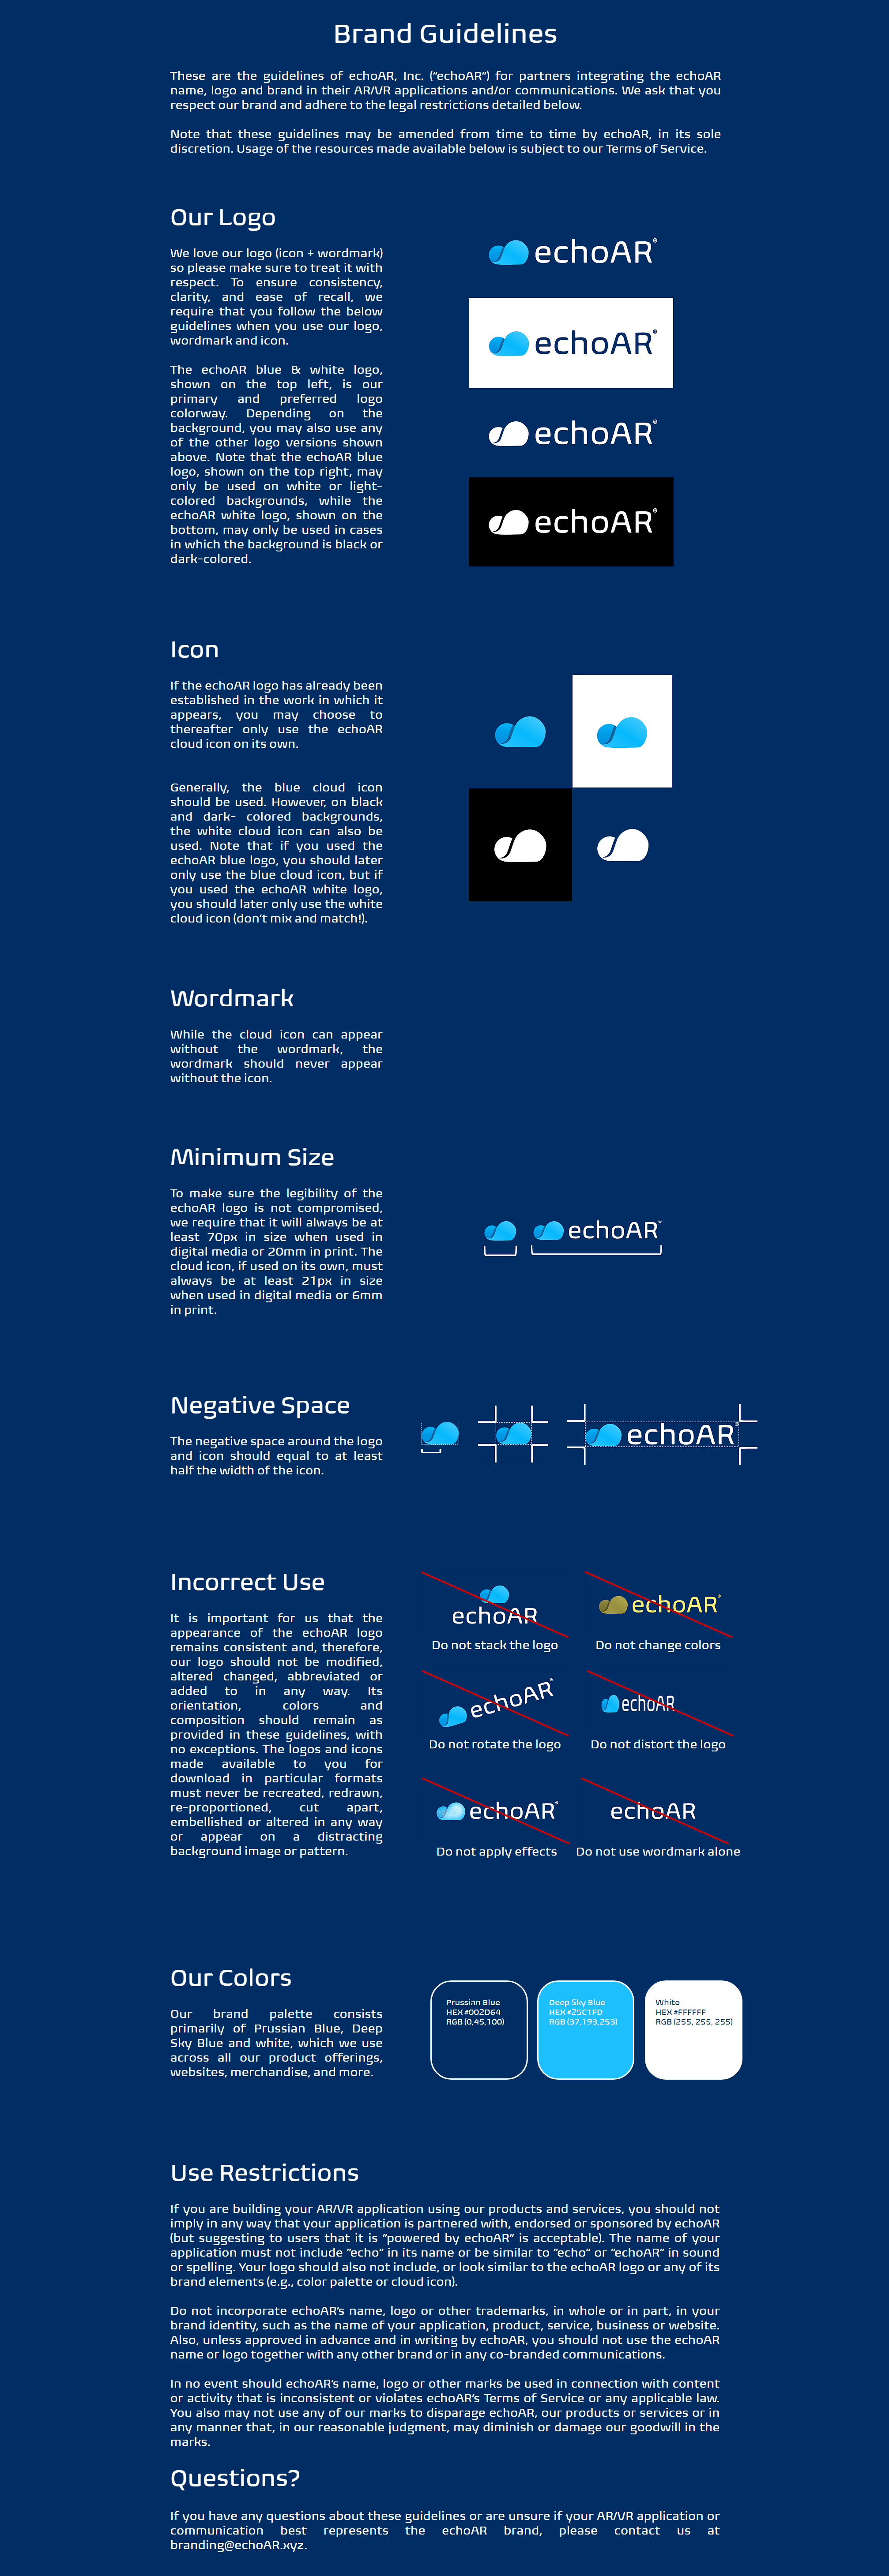 Brand Guidelines
These are the guidelines of echoAR, Inc. ("echoAR") for partners integrating the echoAR
name, logo and brand in their AR/VR applications and/or communications. We ask that you
respect our brand and adhere to the legal restrictions detailed below.
Note that these guidelines may be amended from time to time by echoAR, in its sole
discretion. Usage of the resources made available below is subject to our Terms of Service.
Our Logo
We love our logo (icon + wordmark)
so please make sure to treat it with
respect. To ensure consistency,
clarity, and ease of recall, we
require that you follow the below
guidelines when you use our logo,
wordmark and icon.
The echoAR blue & white logo,
shown on the top left, is our
primary and preferred logo
colorway. Depending on the
background, you may also use any
of the other logo versions shown
above. Note that the echoAR blue
logo, shown on the top right, may
only be used on white or light-
colored backgrounds, while the
echoAR white logo, shown on the
bottom, may only be used in cases
in which the background is black or
dark-colored.
echoAR®
echoAR®
echoAR®
echoAR®
Icon
If the echoAR logo has already been
established in the work in which it
appears, you may choose to
thereafter only use the echoAR
cloud icon on its own.
Generally, the blue cloud icon
should be used. However, on black
and dark- colored backgrounds,
the white cloud icon can also be
used. Note that if you used the
echoAR blue logo, you should later
only use the blue cloud icon, but if
you used the echoAR white logo,
you should later only use the white
cloud icon (don't mix and match!).
Wordmark
While the cloud icon can appear
without the wordmark, the
wordmark should never appear
without the icon.
Minimum Size
To make sure the legibility of the
echoAR logo is not compromised,
we require that it will always be at
least 70px in size when used in
digital media or 20mm in print. The
cloud icon, if used on its own, must
always be at least 21px in size
when used in digital media or 6mm
in print.
echoAR®
Negative Space
The negative space around the logo
and icon should equal to at least
half the width of the icon.
echoAR®
Incorrect Use
It is important for us that the
appearance of the echoAR logo
remains consistent and, therefore,
our logo should not be modified,
altered changed, abbreviated or
added to in any way. Its
orientation, colors and
composition should remain as
provided in these guidelines, with
no exceptions. The logos and icons
made available to you for
download in particular formats
must never be recreated, redrawn,
re-proportioned, cut apart,
embellished or altered in any way
or appear on a distracting
background image or pattern.
echoAR
Do not stack the logo
echoAR®
Do not change colors
echoAR®
Do not rotate the logo
echoAR
Do not distort the logo
echoAR®
Do not apply effects
echoAR
Do not use wordmark alone
Our Colors
Our brand palette consists
primarily of Prussian Blue, Deep
Sky Blue and white, which we use
across all our product offerings,
websites, merchandise, and more.
Prussian Blue
HEX #002D64
RGB (0,45,100)
Deep Sky Blue
HEX #25C1FD
RGB (37,193,253)
White
HEX #FFFFFF
RGB (255, 255, 255)
Use Restrictions
If you are building your AR/VR application using our products and services, you should not
imply in any way that your application is partnered with, endorsed or sponsored by echoAR
(but suggesting to users that it is "powered by echoAR" is acceptable). The name of your
application must not include "echo" in its name or be similar to "echo" or "echoAR" in sound
or spelling. Your logo should also not include, or look similar to the echoAR logo or any of its
brand elements (e.g., color palette or cloud icon).
Do not incorporate echoAR's name, logo or other trademarks, in whole or in part, in your
brand identity, such as the name of your application, product, service, business or website.
Also, unless approved in advance and in writing by echoAR, you should not use the echoAR
name or logo together with any other brand or in any co-branded communications.
In no event should echoAR's name, logo or other marks be used in connection with content
or activity that is inconsistent or violates echoAR's Terms of Service or any applicable law.
You also may not use any of our marks to disparage echoAR, our products or services or in
any manner that, in our reasonable judgment, may diminish or damage our goodwill in the
marks.
Questions?
If you have any questions about these guidelines or are unsure if your AR/VR application or
communication best represents the echoAR brand, please contact us at
branding@echoAR.xyz.